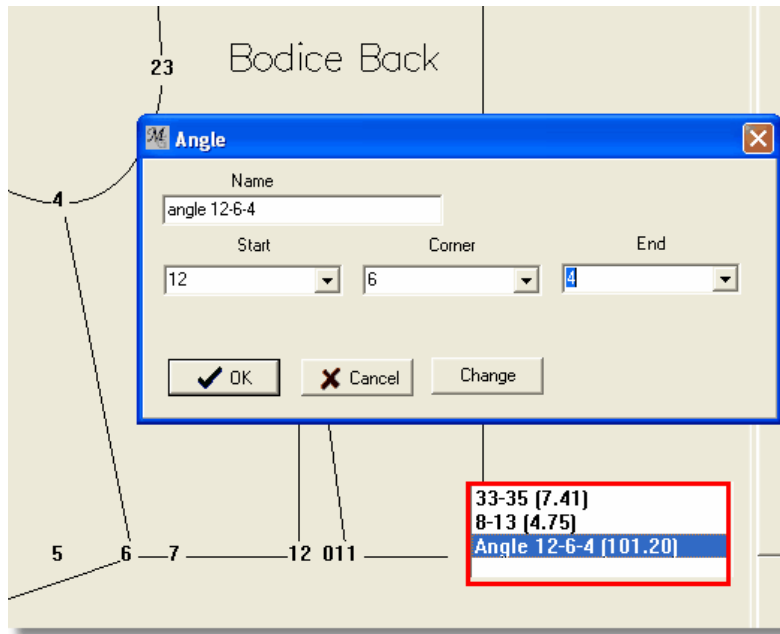 Bodice Back
23
Angle
Name
angle 12-6-4
4
Start Corner End
12 6 4
OK Cancel Change
33-35 (7.41)
8-13 (4.75)
Angle 12-6-4 (101.20)
5 6 7 12 011